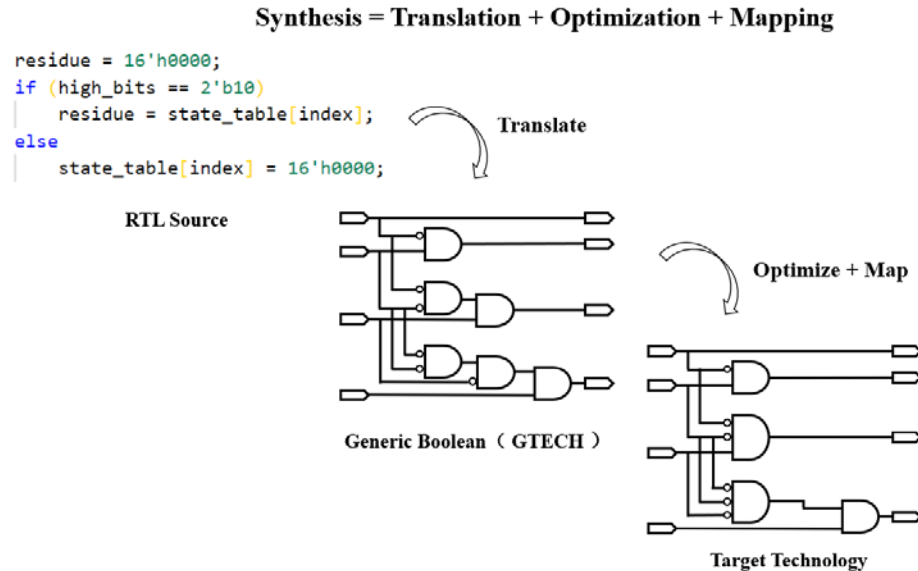 Synthesis = Translation + Optimization + Mapping
residue = 16'h0000;
if (high_bits == 2'b10)
    residue = state_table[index];
else
    state_table[index] = 16'h0000;
Translate
RTL Source
Optimize + Map
Generic Boolean（ GTECH ）
Target Technology